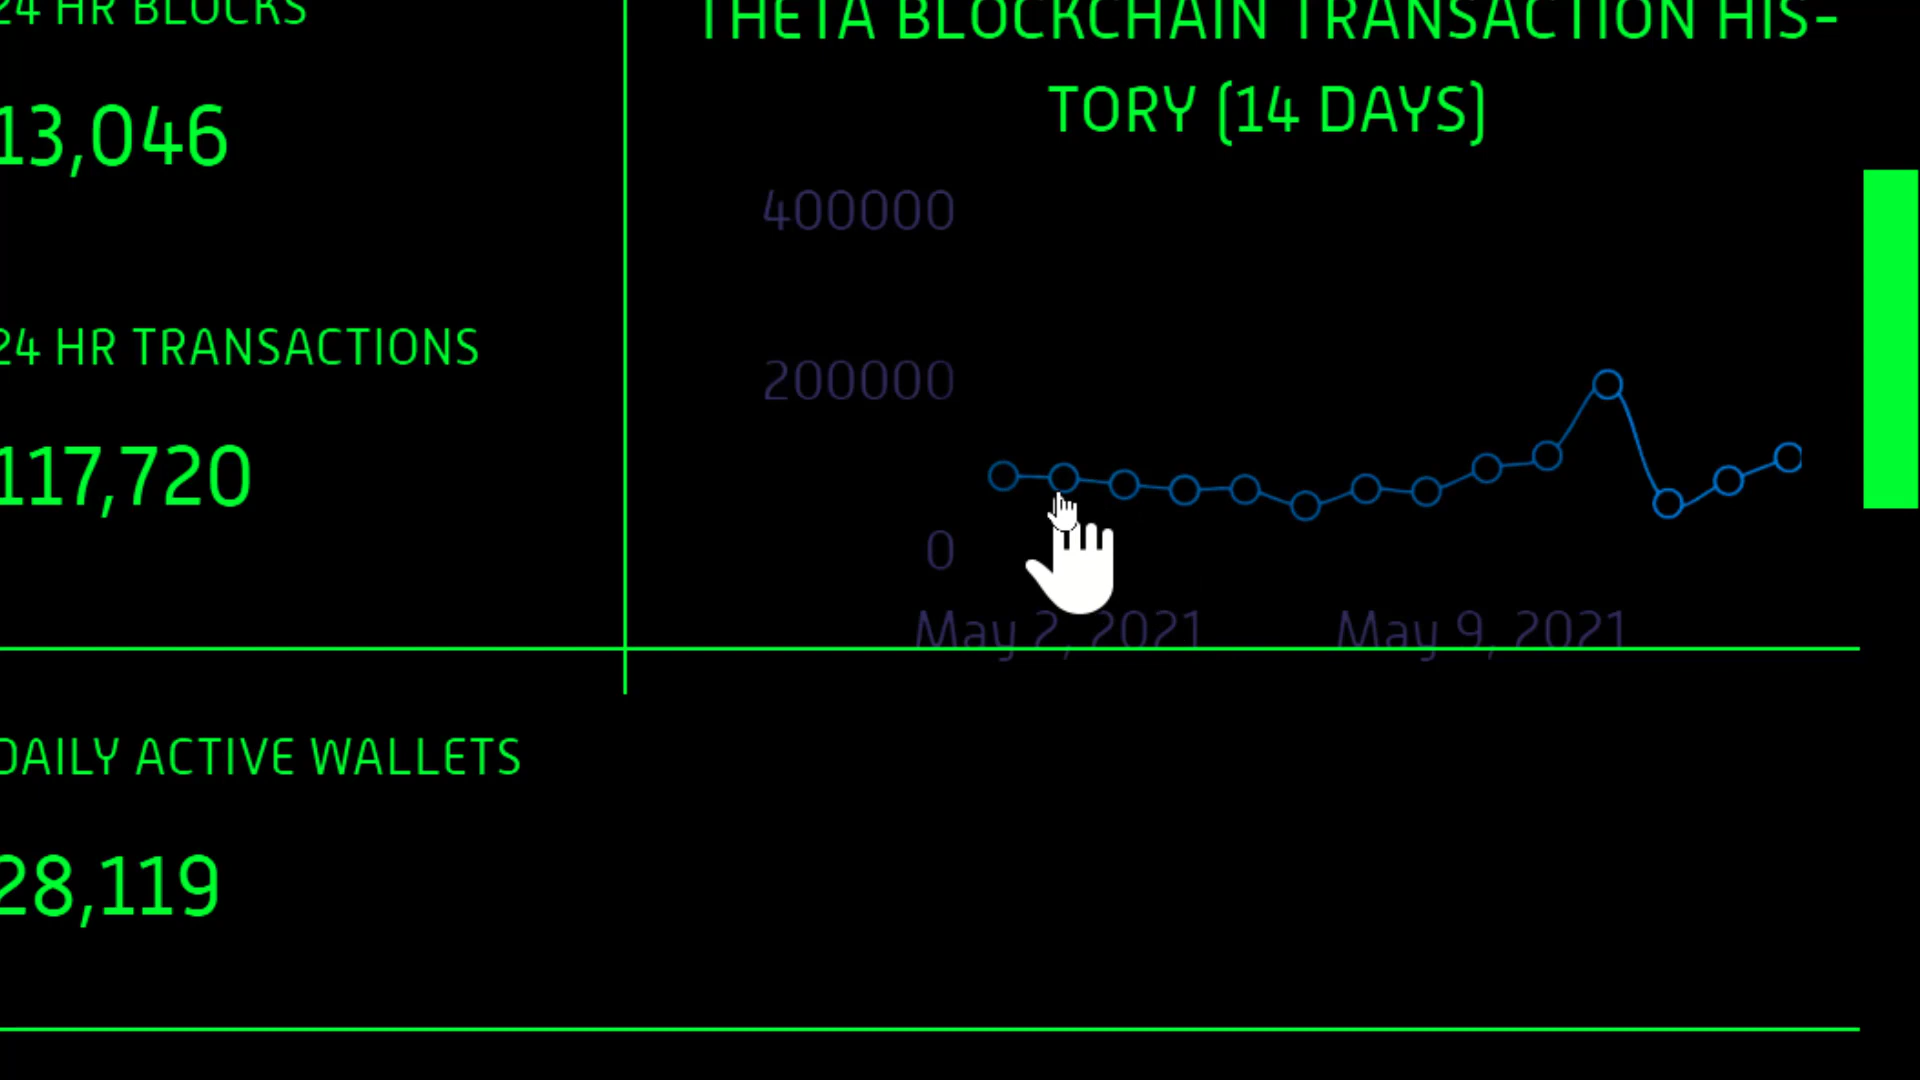 24 HR BLOCKS
13,046
24 HR TRANSACTIONS
117,720
THETA BLOCKCHAIN TRANSACTION HIS-
TORY (14 DAYS)
400000
200000
0
May 2, 2021 May 9, 2021
DAILY ACTIVE WALLETS
28,119